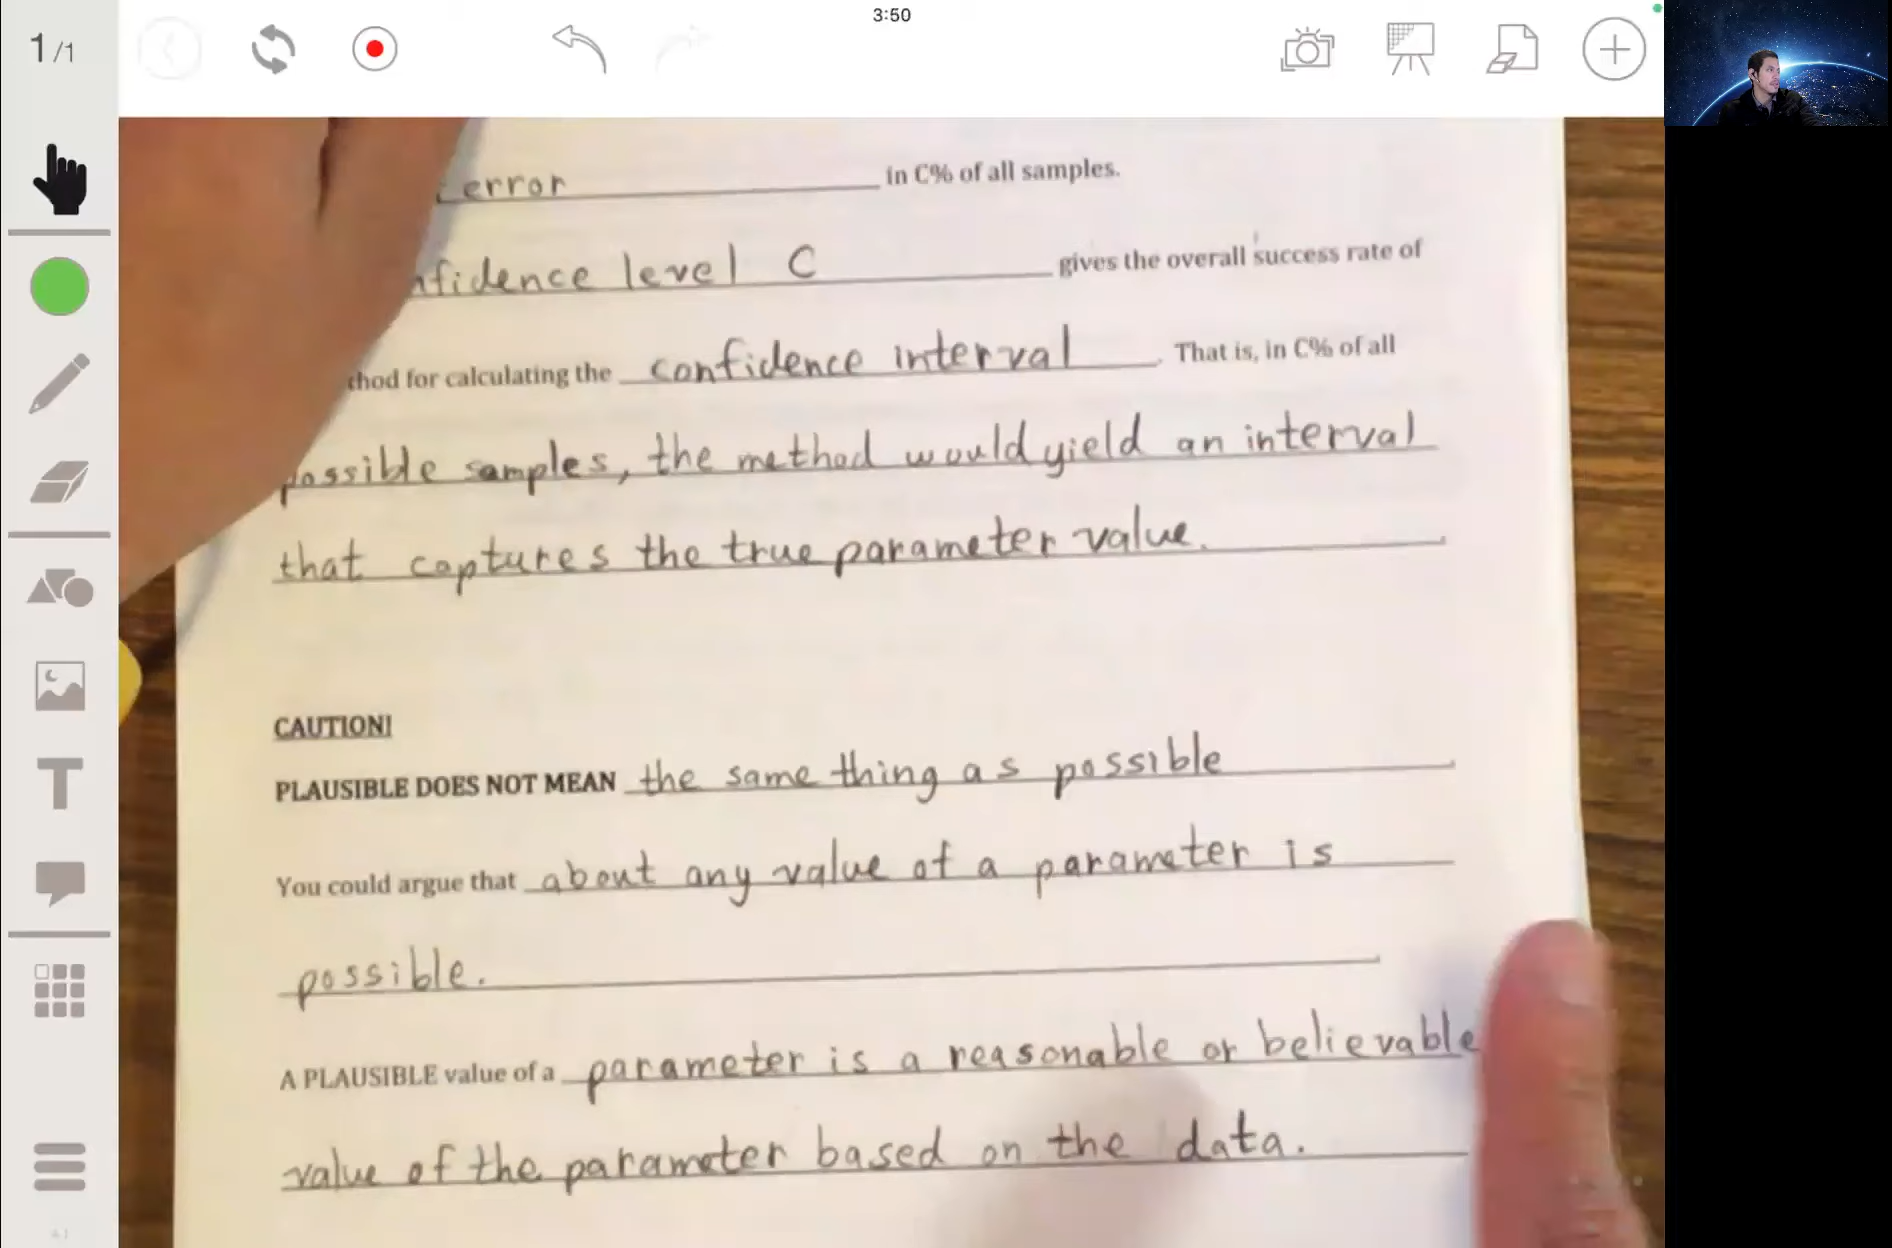 3:50
1/1
error in C% of all samples.
nfidence level C gives the overall success rate of
thod for calculating the confidence interval. That is, in C% of all
possible samples, the method would yield an interval
that captures the true parameter value.
CAUTION!
PLAUSIBLE DOES NOT MEAN the same thing as possible
You could argue that about any value of a parameter is
possible.
A PLAUSIBLE value of a parameter is a reasonable or believable
value of the parameter based on the data.
T